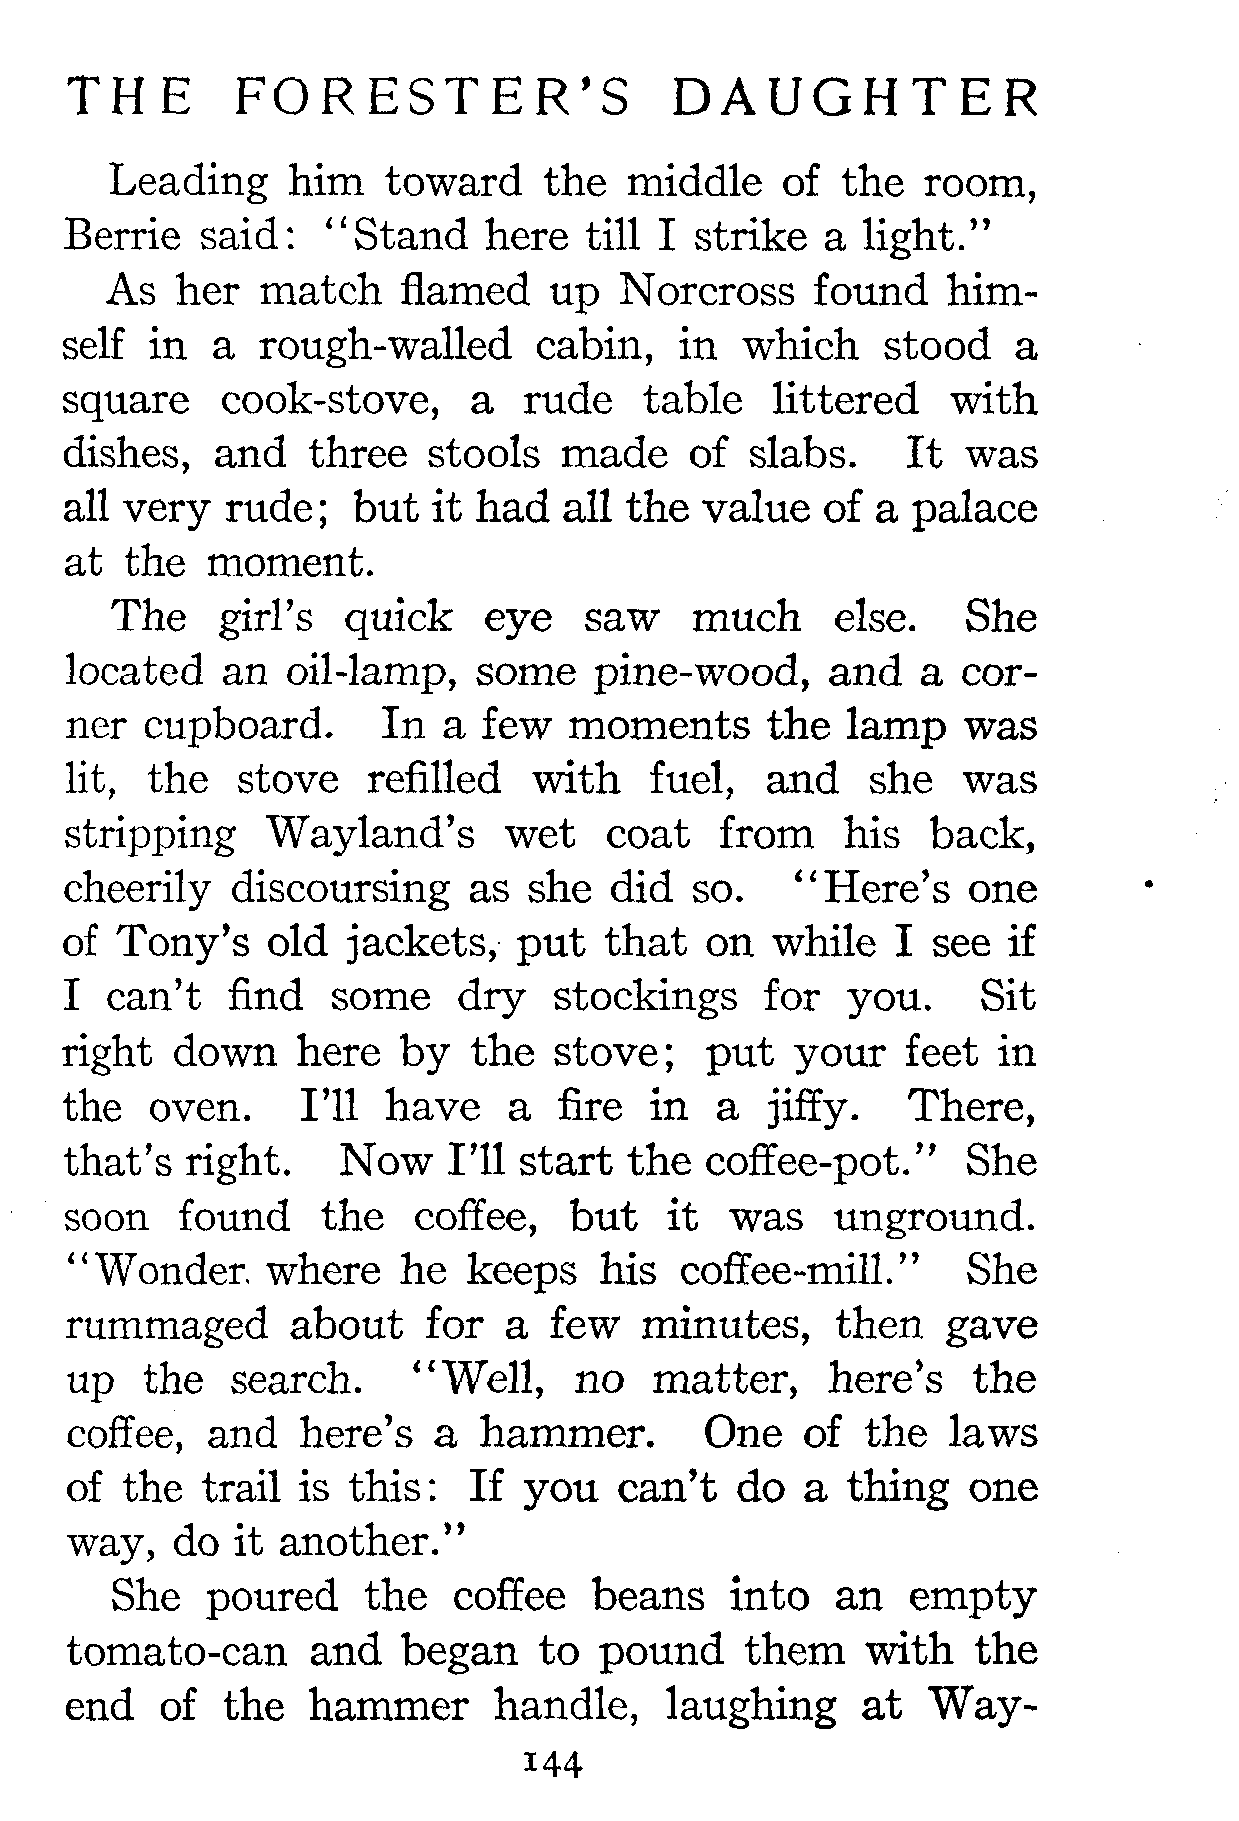 THE FORESTER'S DAUGHTER
Leading him toward the middle of the room,
Berrie said: "Stand here till I strike a light."
As her match flamed up Norcross found him-
self in a rough-walled cabin, in which stood a
square cook-stove, a rude table littered with
dishes, and three stools made of slabs. It was
all very rude; but it had all the value of a palace
at the moment.
The girl's quick eye saw much else. She
located an oil-lamp, some pine-wood, and a cor-
ner cupboard. In a few moments the lamp was
lit, the stove refilled with fuel, and she was
stripping Wayland's wet coat from his back,
cheerily discoursing as she did so. "Here's one
of Tony's old jackets, put that on while I see if
I can't find some dry stockings for you. Sit
right down here by the stove; put your feet in
the oven. I'll have a fire in a jiffy. There,
that's right. Now I'll start the coffee-pot." She
soon found the coffee, but it was unground.
"Wonder where he keeps his coffee-mill." She
rummaged about for a few minutes, then gave
up the search. "Well, no matter, here's the
coffee, and here's a hammer. One of the laws
of the trail is this: If you can't do a thing one
way, do it another."
She poured the coffee beans into an empty
tomato-can and began to pound them with the
end of the hammer handle, laughing at Way-
144